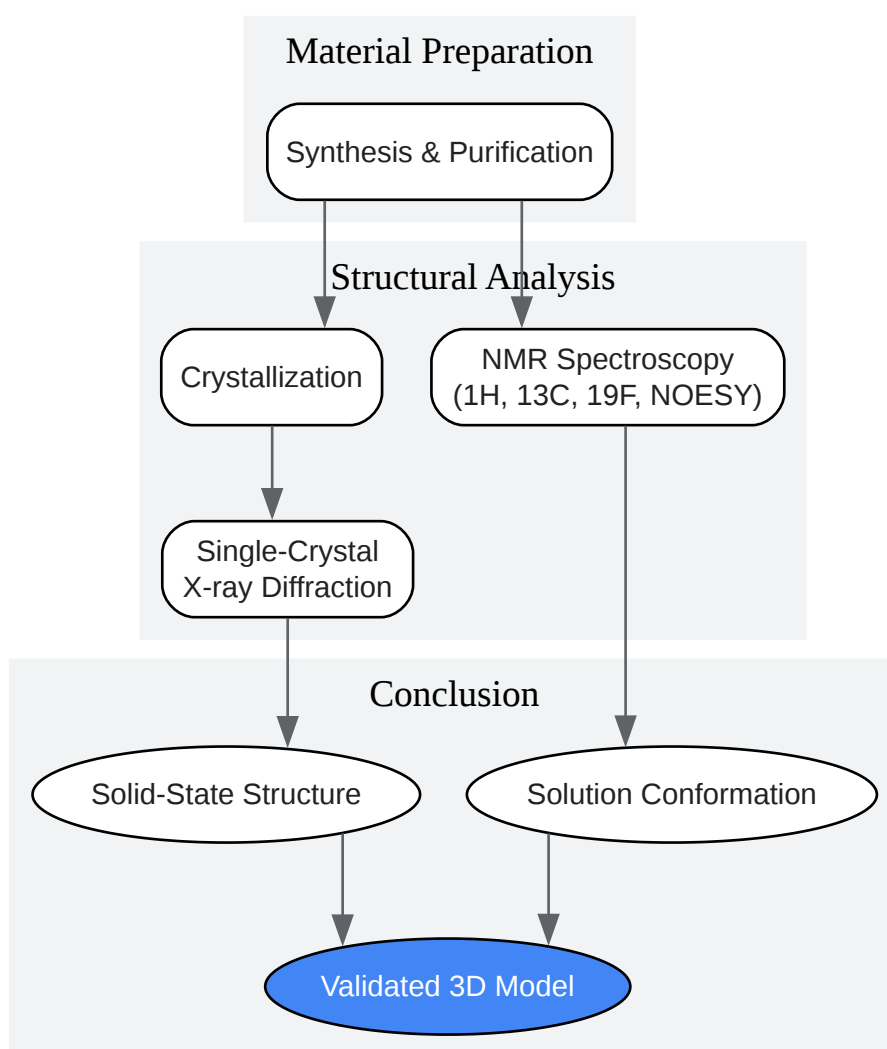 Material Preparation
Synthesis & Purification
Structural Analysis
Crystallization
NMR Spectroscopy
(1H, 13C, 19F, NOESY)
Single-Crystal
X-ray Diffraction
Conclusion
Solid-State Structure
Solution Conformation
Validated 3D Model